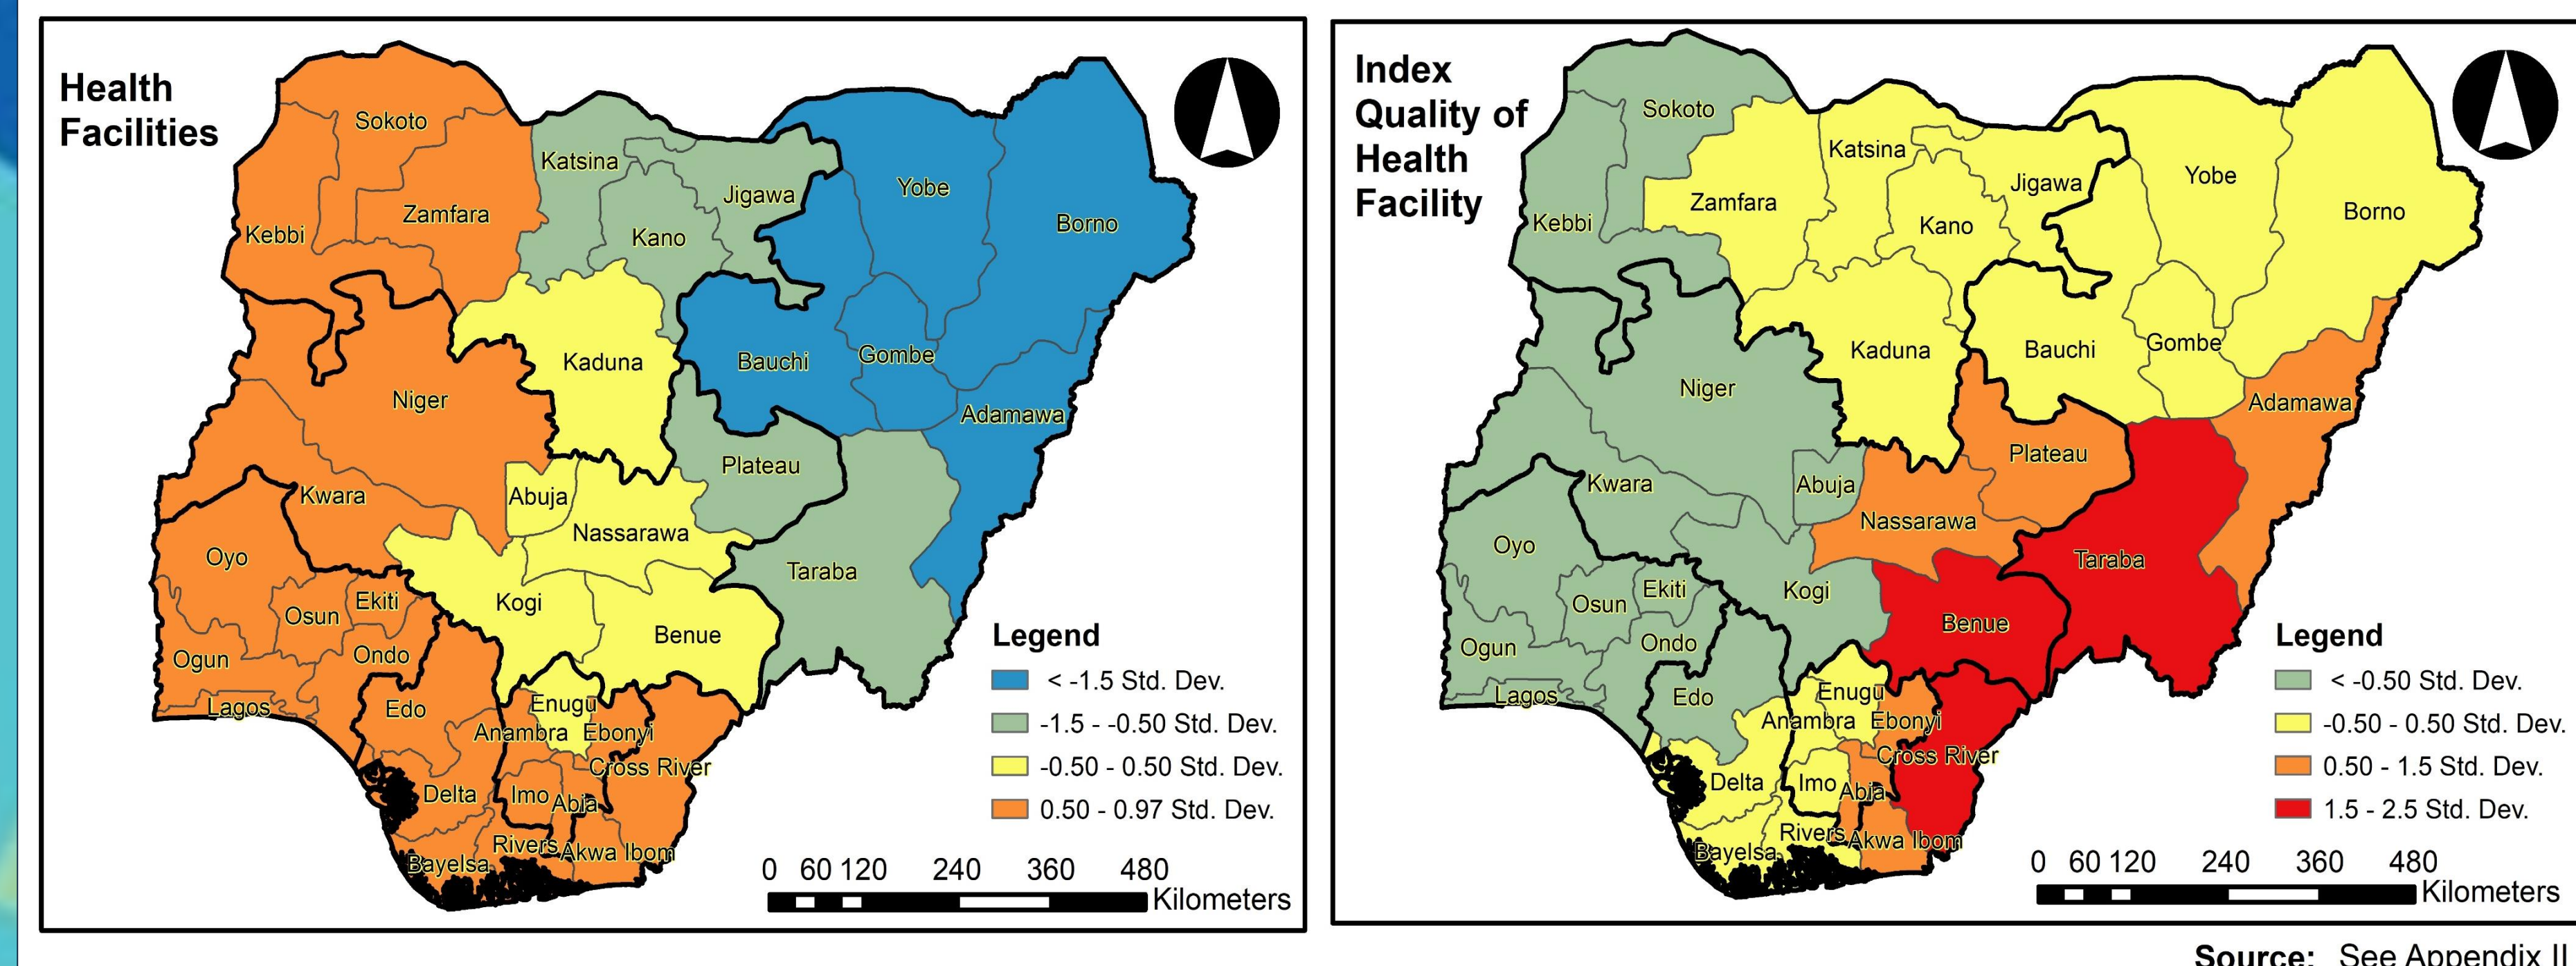 Health
Facilities
Sokoto
Katsina
Jigawa
Yobe
Zamfara
Borno
Kebbi
Kano
Kaduna
Bauchi
Gombe
Niger
Adamawa
Plateau
Kwara
Abuja
Nassarawa
Oyo
Taraba
Kogi
Ekiti
Osun
Benue
Ondo
Ogun
Enugu
Lagos
Edo
Anambra
Ebonyi
Cross River
Delta
Imo
Abia
Rivers
Akwa Ibom
Bayelsa
Legend
< -1.5 Std. Dev.
-1.5 - -0.50 Std. Dev.
-0.50 - 0.50 Std. Dev.
0.50 - 0.97 Std. Dev.
0 60 120 240 360 480
Kilometers
Index
Quality of
Health
Facility
Sokoto
Katsina
Jigawa
Yobe
Zamfara
Borno
Kebbi
Kano
Kaduna
Bauchi
Gombe
Niger
Adamawa
Plateau
Kwara
Abuja
Nassarawa
Oyo
Taraba
Kogi
Ekiti
Osun
Benue
Ondo
Ogun
Enugu
Lagos
Edo
Anambra
Ebonyi
Cross River
Delta
Imo
Abia
Rivers
Akwa Ibom
Bayelsa
Legend
< -0.50 Std. Dev.
-0.50 - 0.50 Std. Dev.
0.50 - 1.5 Std. Dev.
1.5 - 2.5 Std. Dev.
0 60 120 240 360 480
Kilometers
Source: See Appendix II